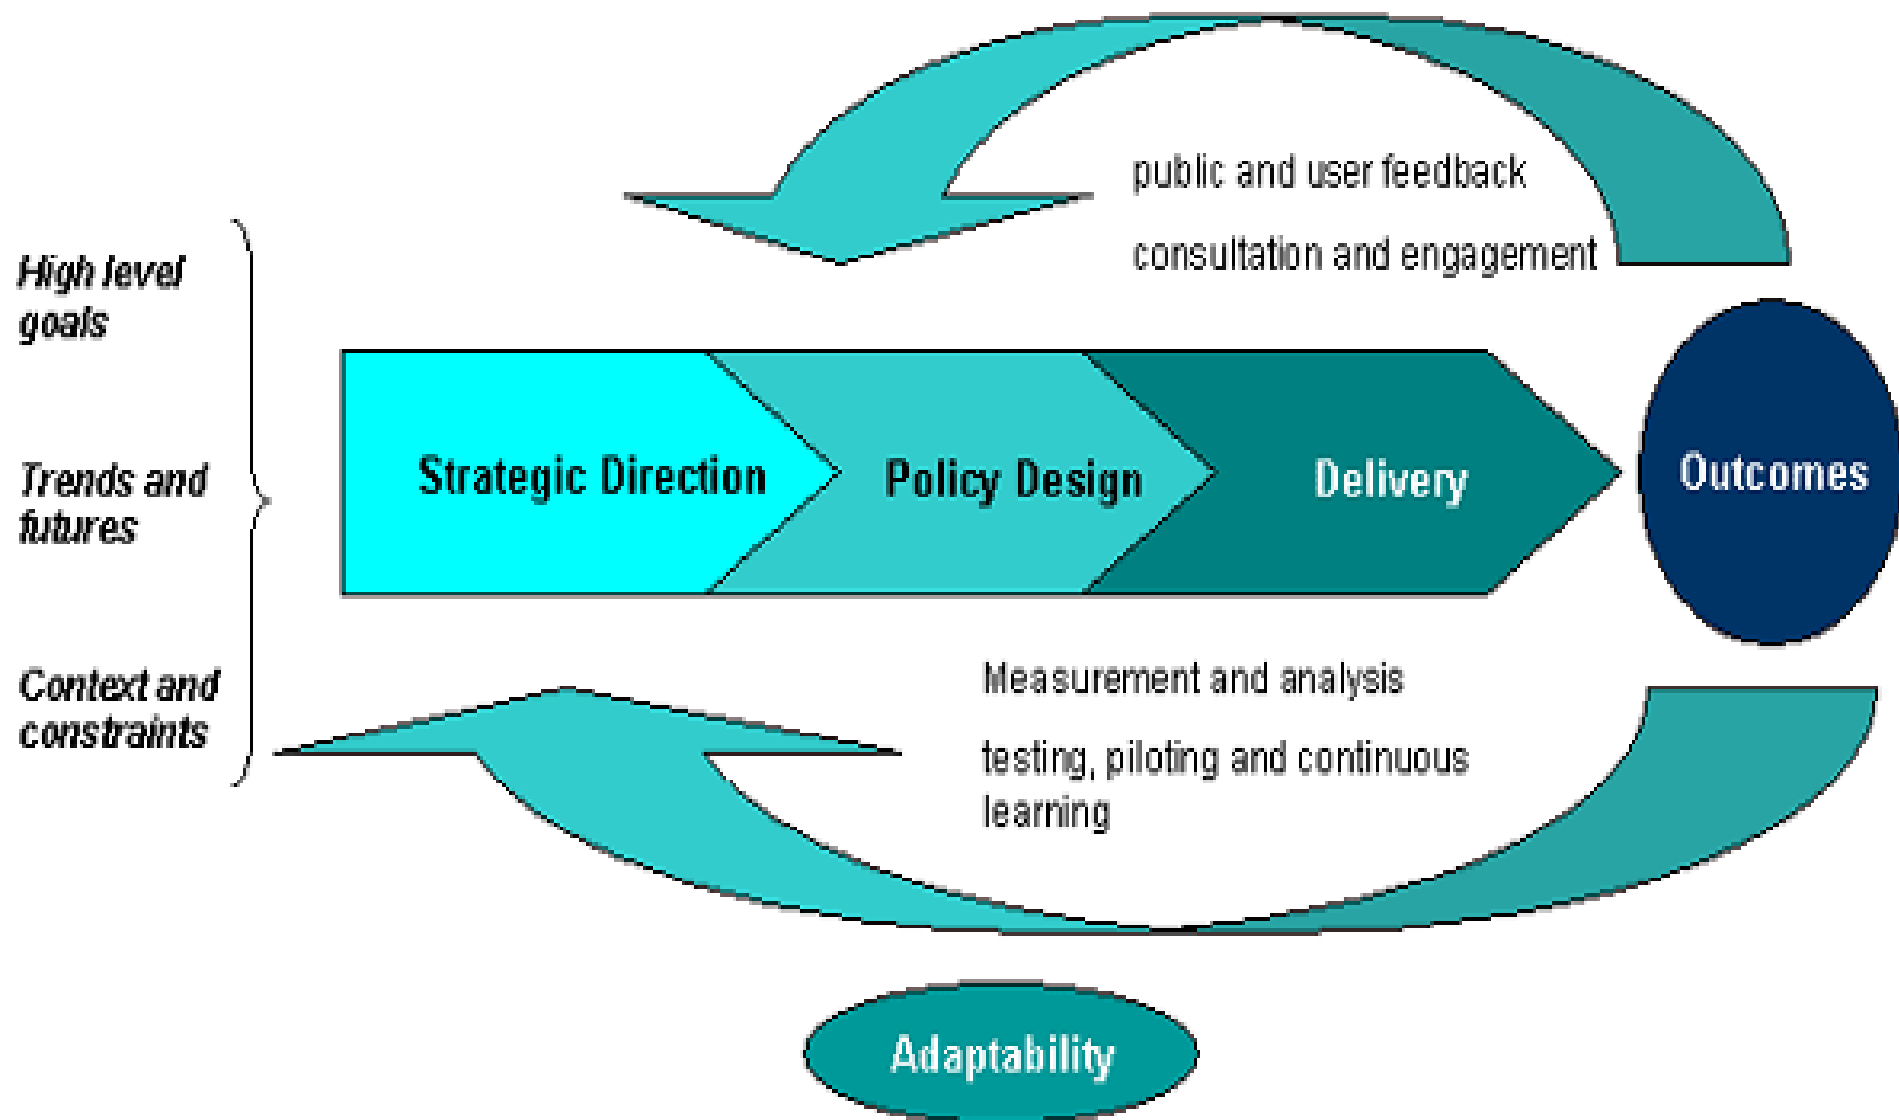 public and user feedback
consultation and engagement
High level
goals
Trends and
futures
Context and
constraints
Strategic Direction
Policy Design
Delivery
Outcomes
Measurement and analysis
testing, piloting and continuous
learning
Adaptability